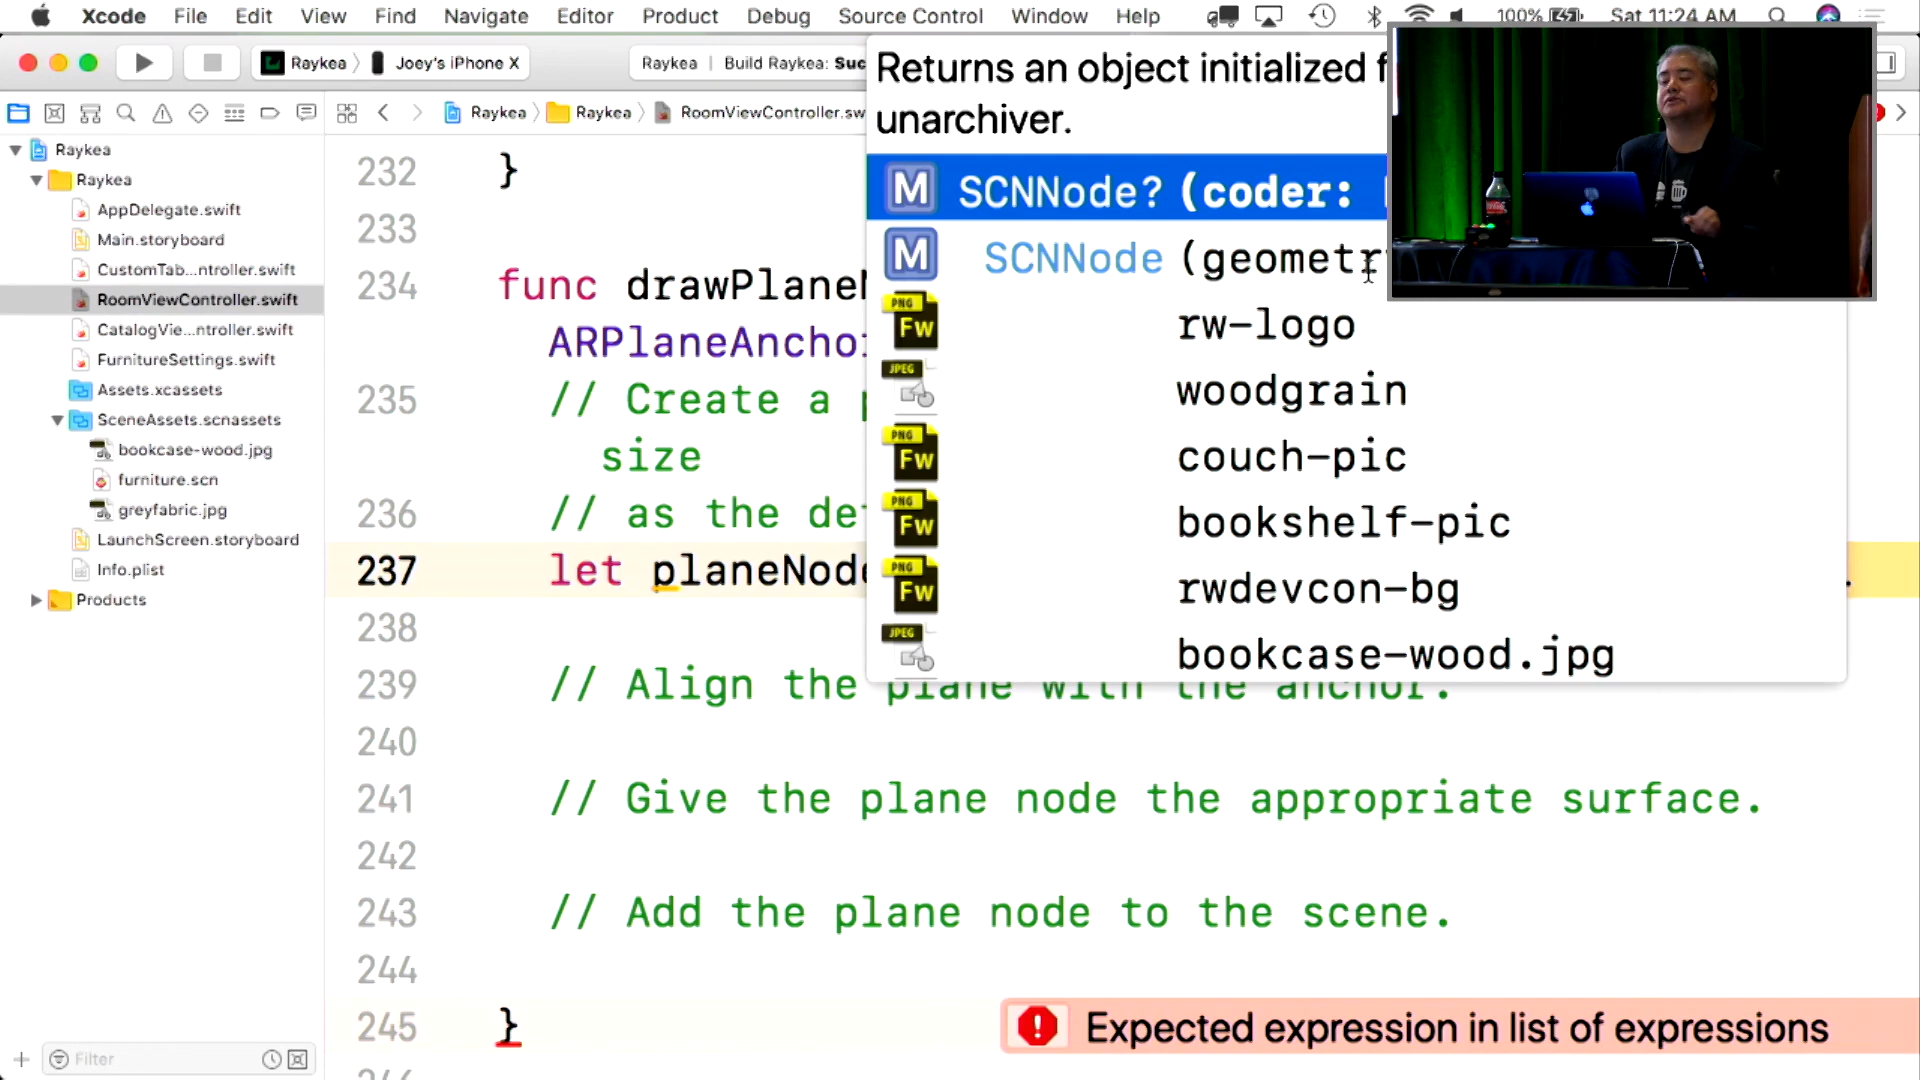 Xcode File Edit View Find Navigate Editor Product Debug Source Control Window Help 100% Sat 11:24 AM
Raykea Joey's iPhone X Raykea | Build Raykea: Suc
Raykea Raykea RoomViewController.sw
Returns an object initialized f
unarchiver.
SCNNode? (coder:
SCNNode (geometr
PNG Fw rw-logo
JPEG woodgrain
PNG Fw couch-pic
PNG Fw bookshelf-pic
PNG Fw rwdevcon-bg
JPEG bookcase-wood.jpg
Raykea
Raykea
AppDelegate.swift
Main.storyboard
CustomTab...ntroller.swift
RoomViewController.swift
CatalogVie...ntroller.swift
FurnitureSettings.swift
Assets.xcassets
SceneAssets.scnassets
bookcase-wood.jpg
furniture.scn
greyfabric.jpg
LaunchScreen.storyboard
Info.plist
Products
Filter
232 }
233
234 func drawPlaneN
ARPlaneAnchor
235 // Create a p
size
236 // as the det
237 let planeNode
238
239 // Align the plane with the anchor.
240
241 // Give the plane node the appropriate surface.
242
243 // Add the plane node to the scene.
244
245 }
Expected expression in list of expressions